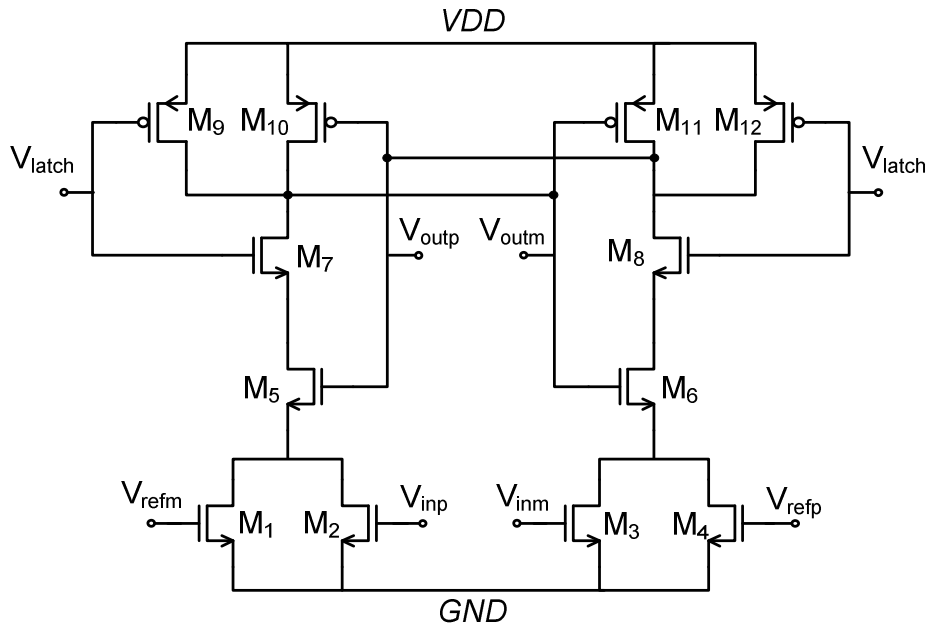 VDD
M9 M10 M11 M12
Vlatch Vlatch
M7 Voutp Voutm M8
M5 M6
Vrefm Vinp Vinm Vrefp
M1 M2 M3 M4
GND